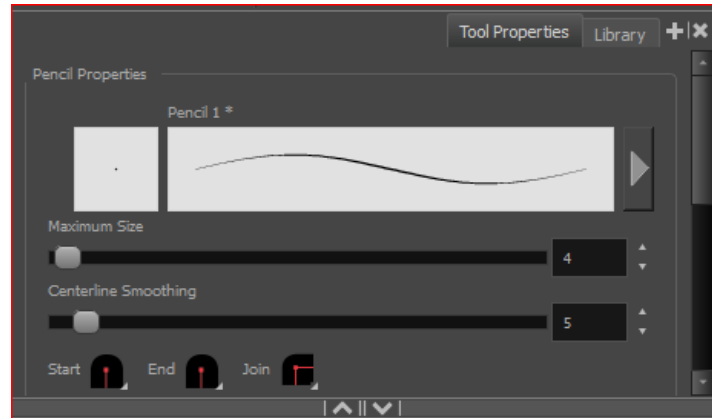 Tool Properties
Library
Pencil Properties
Pencil 1 *
Maximum Size
4
Centerline Smoothing
5
Start End Join